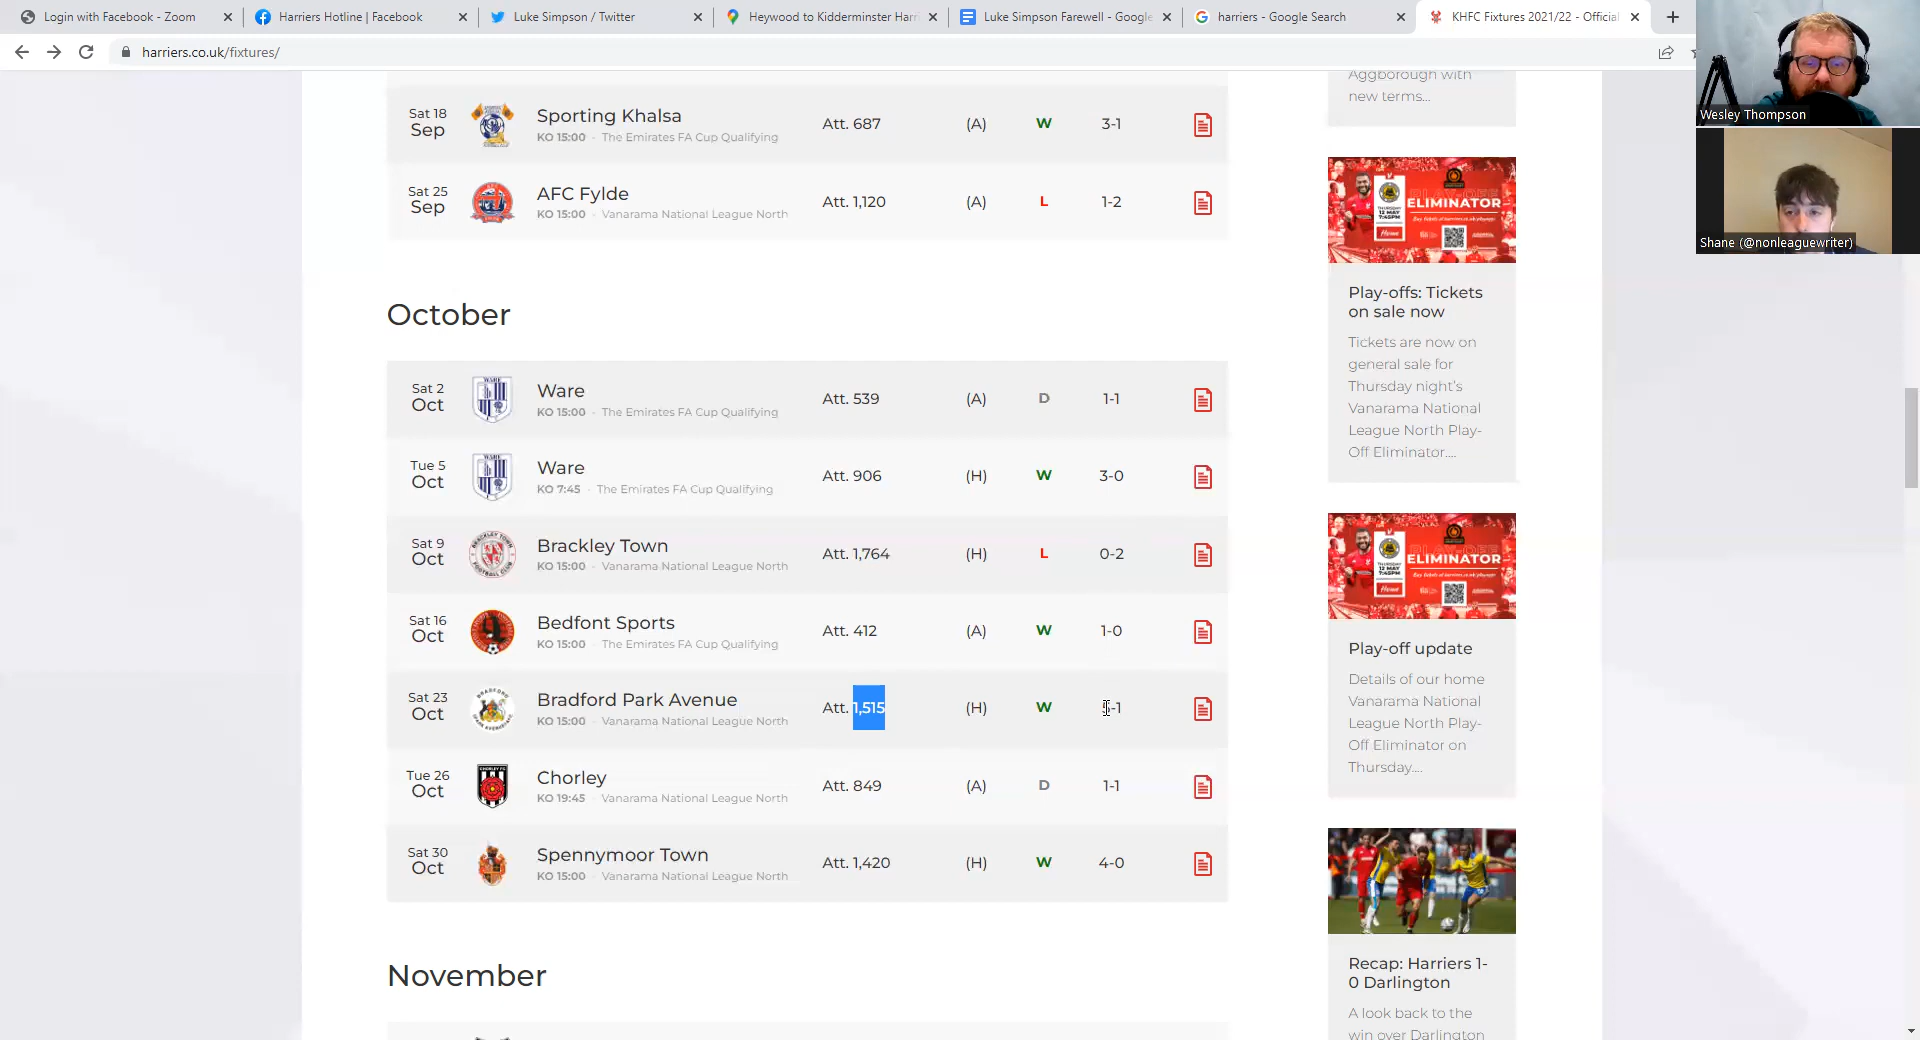 Login with Facebook - Zoom
Harriers Hotline | Facebook
Luke Simpson / Twitter
Heywood to Kidderminster Harr
Luke Simpson Farewell - Google
harriers - Google Search
KHFC Fixtures 2021/22 - Official
harriers.co.uk/fixtures/
Wesley Thompson
Shane (@nonleaguewriter)
Sat 18 Sep
Sporting Khalsa
KO 15:00 - The Emirates FA Cup Qualifying
Att. 687 (A) W 3-1
Sat 25 Sep
AFC Fylde
KO 15:00 - Vanarama National League North
Att. 1,120 (A) L 1-2
October
Sat 2 Oct
Ware
KO 15:00 - The Emirates FA Cup Qualifying
Att. 539 (A) D 1-1
Tue 5 Oct
Ware
KO 7:45 - The Emirates FA Cup Qualifying
Att. 906 (H) W 3-0
Sat 9 Oct
Brackley Town
KO 15:00 - Vanarama National League North
Att. 1,764 (H) L 0-2
Sat 16 Oct
Bedfont Sports
KO 15:00 - The Emirates FA Cup Qualifying
Att. 412 (A) W 1-0
Sat 23 Oct
Bradford Park Avenue
KO 15:00 - Vanarama National League North
Att. 1,515 (H) W -1
Tue 26 Oct
Chorley
KO 19:45 - Vanarama National League North
Att. 849 (A) D 1-1
Sat 30 Oct
Spennymoor Town
KO 15:00 - Vanarama National League North
Att. 1,420 (H) W 4-0
November
Aggborough with
new terms...
ELIMINATOR
Play-offs: Tickets
on sale now
Tickets are now on
general sale for
Thursday night's
Vanarama National
League North Play-
Off Eliminator....
ELIMINATOR
Play-off update
Details of our home
Vanarama National
League North Play-
Off Eliminator on
Thursday....
Recap: Harriers 1-
0 Darlington
A look back to the
win over Darlington